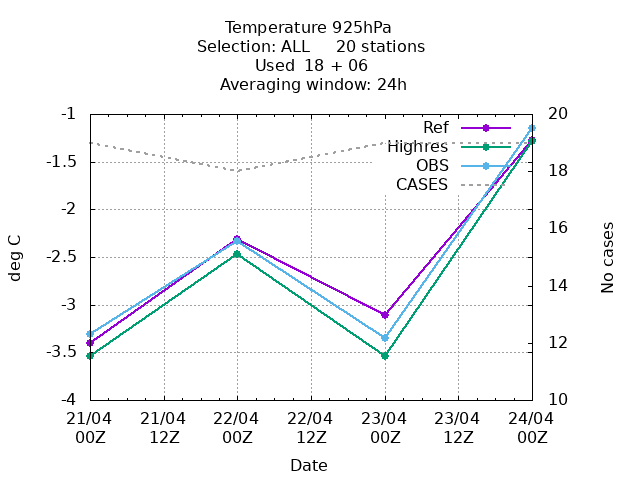 Temperature 925hPa
Selection: ALL     20 stations
Used  18 + 06
Averaging window: 24h
Ref
Highres
OBS
CASES
-1
-1.5
-2
-2.5
-3
-3.5
-4
deg C
20
18
16
14
12
10
No cases
21/04 21/04 22/04 22/04 23/04 23/04 24/04
00Z 12Z 00Z 12Z 00Z 12Z 00Z
Date